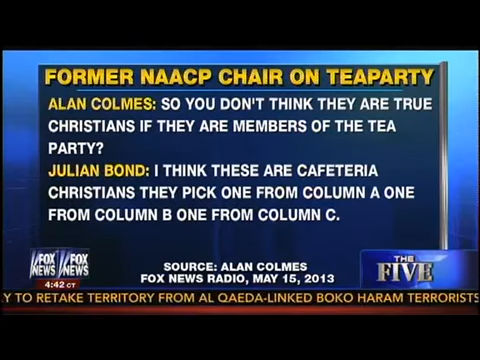 FORMER NAACP CHAIR ON TEAPARTY
ALAN COLMES: SO YOU DON'T THINK THEY ARE TRUE
CHRISTIANS IF THEY ARE MEMBERS OF THE TEA
PARTY?
JULIAN BOND: I THINK THESE ARE CAFETERIA
CHRISTIANS THEY PICK ONE FROM COLUMN A ONE
FROM COLUMN B ONE FROM COLUMN C.
SOURCE: ALAN COLMES
FOX NEWS RADIO, MAY 15, 2013
FOX NEWS FOX NEWS
4:42 CT
THE FIVE
Y TO RETAKE TERRITORY FROM AL QAEDA-LINKED BOKO HARAM TERRORISTS